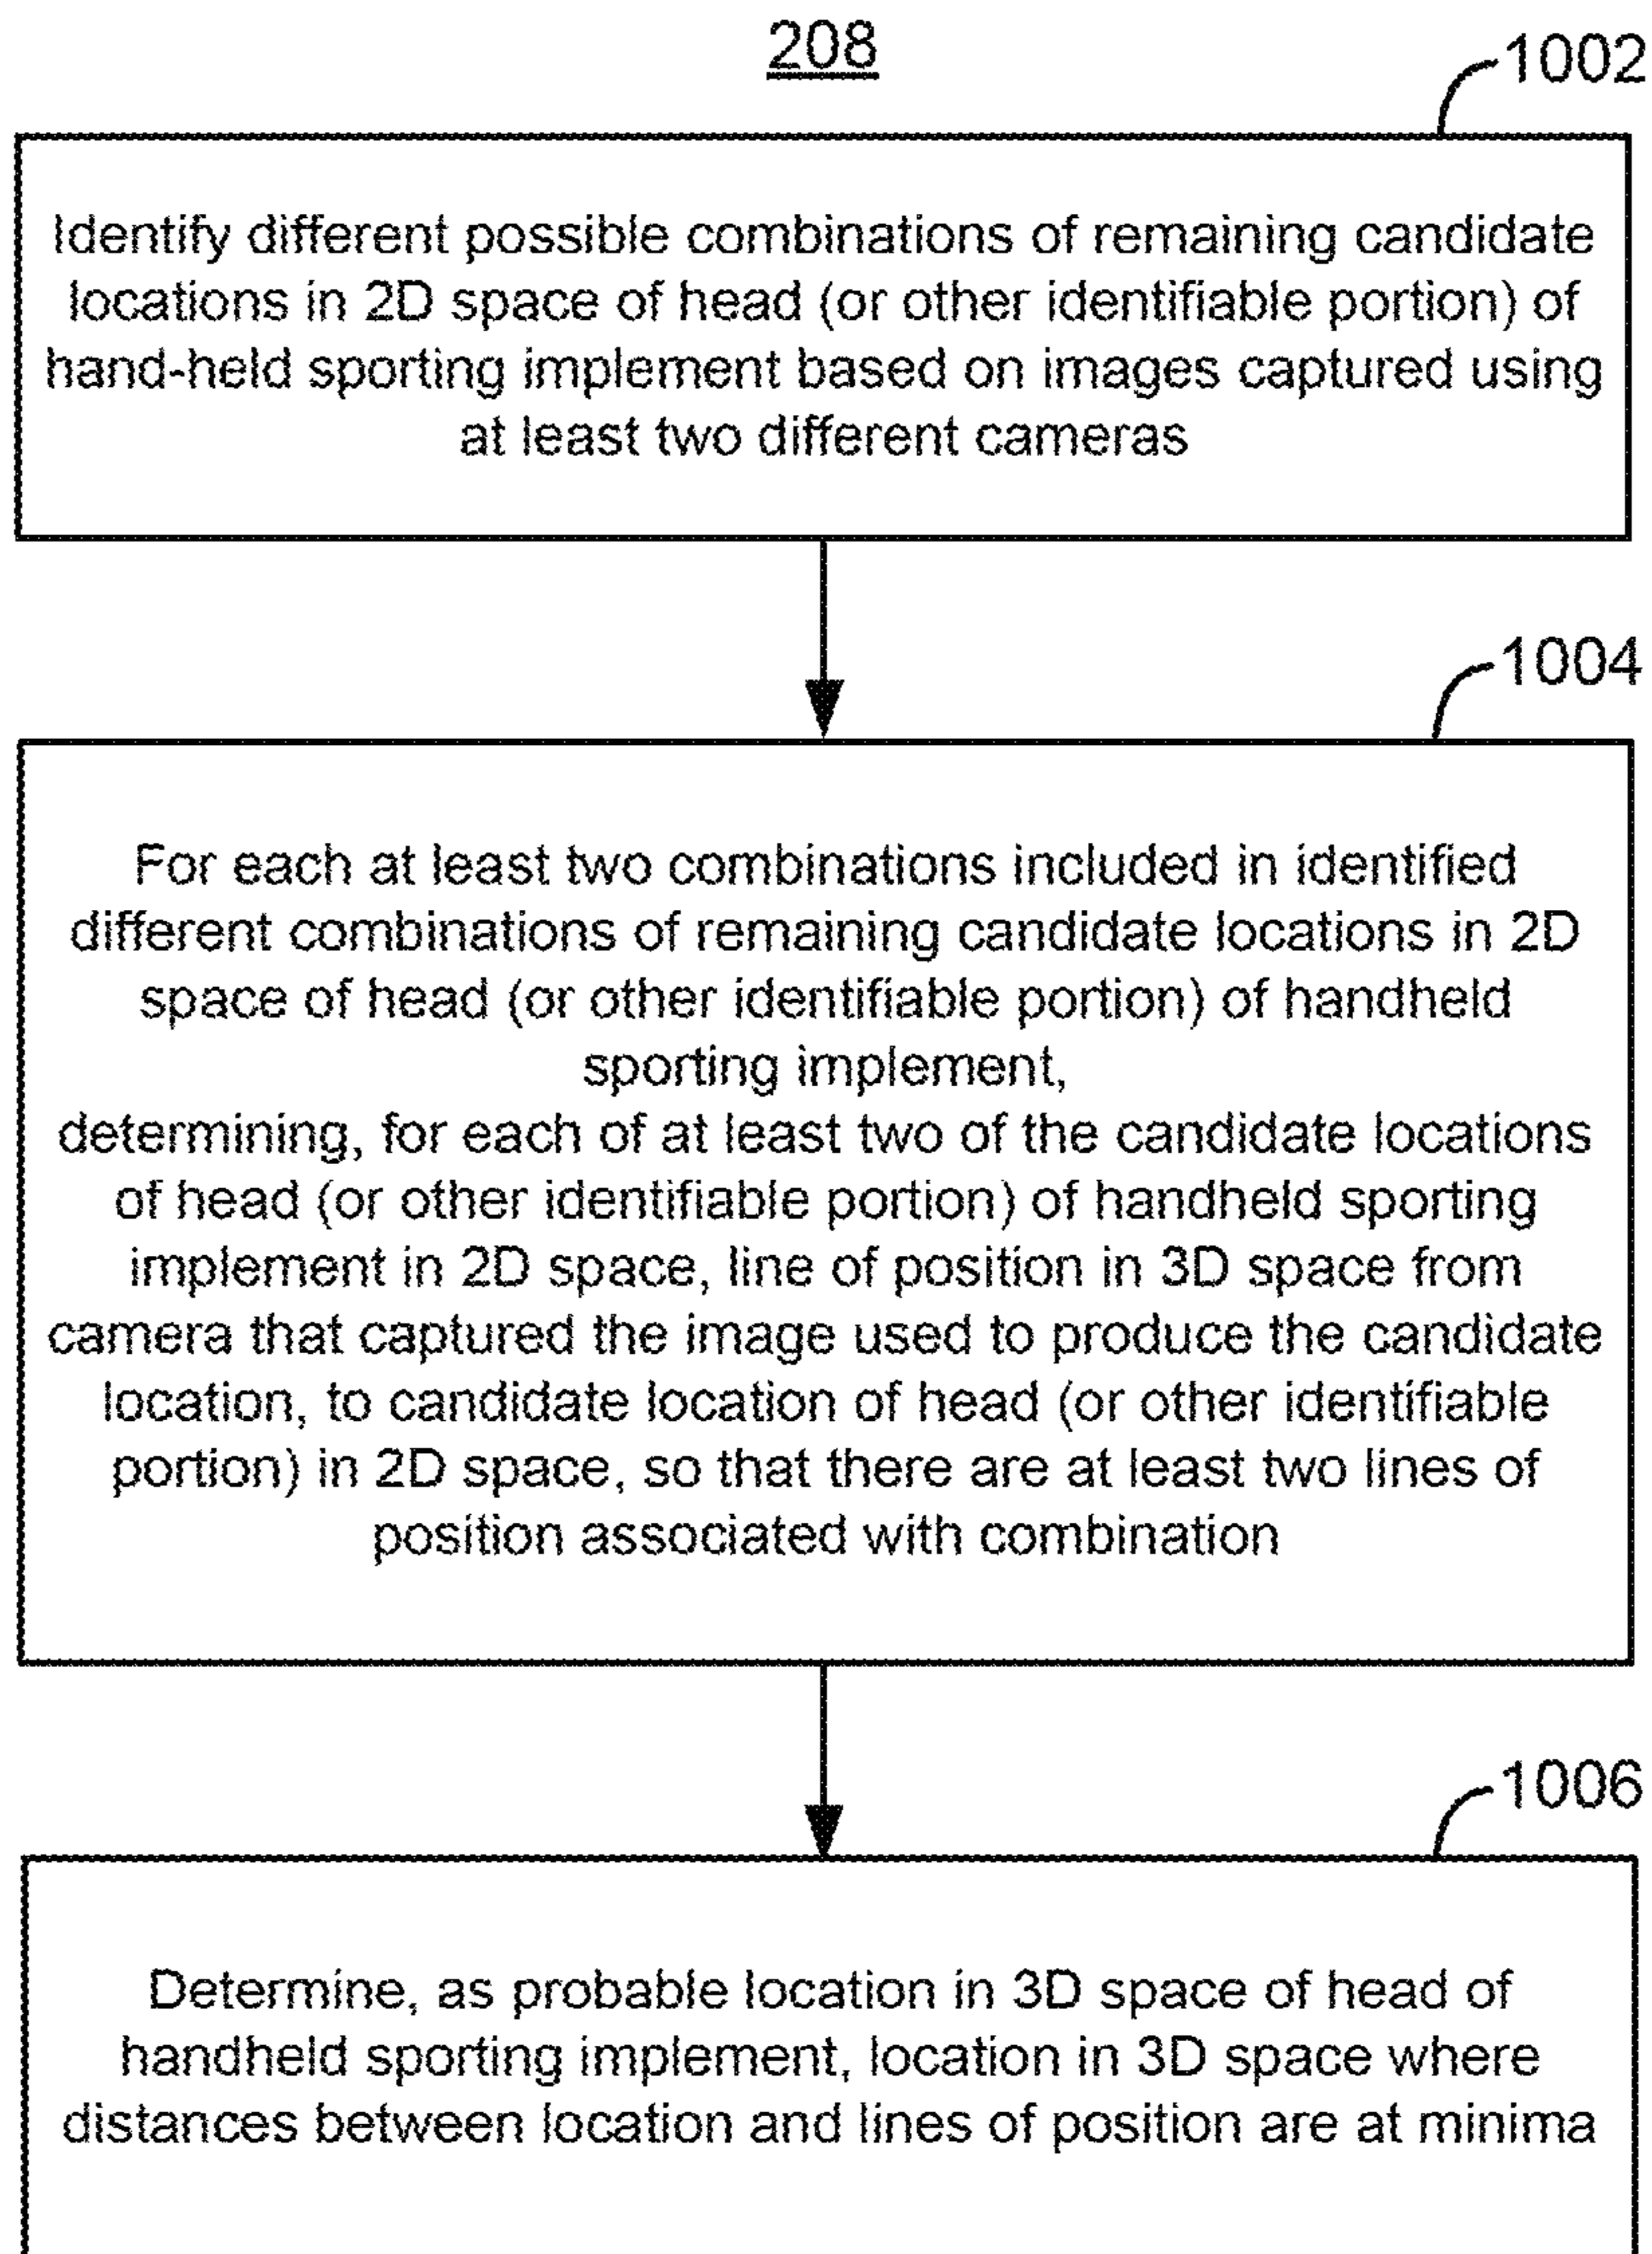 208
1002
Identify different possible combinations of remaining candidate
locations in 2D space of head (or other identifiable portion) of
hand-held sporting implement based on images captured using
at least two different cameras
1004
For each at least two combinations included in identified
different combinations of remaining candidate locations in 2D
space of head (or other identifiable portion) of handheld
sporting implement,
determining, for each of at least two of the candidate locations
of head (or other identifiable portion) of handheld sporting
implement in 2D space, line of position in 3D space from
camera that captured the image used to produce the candidate
location, to candidate location of head (or other identifiable
portion) in 2D space, so that there are at least two lines of
position associated with combination
1006
Determine, as probable location in 3D space of head of
handheld sporting implement, location in 3D space where
distances between location and lines of position are at minima